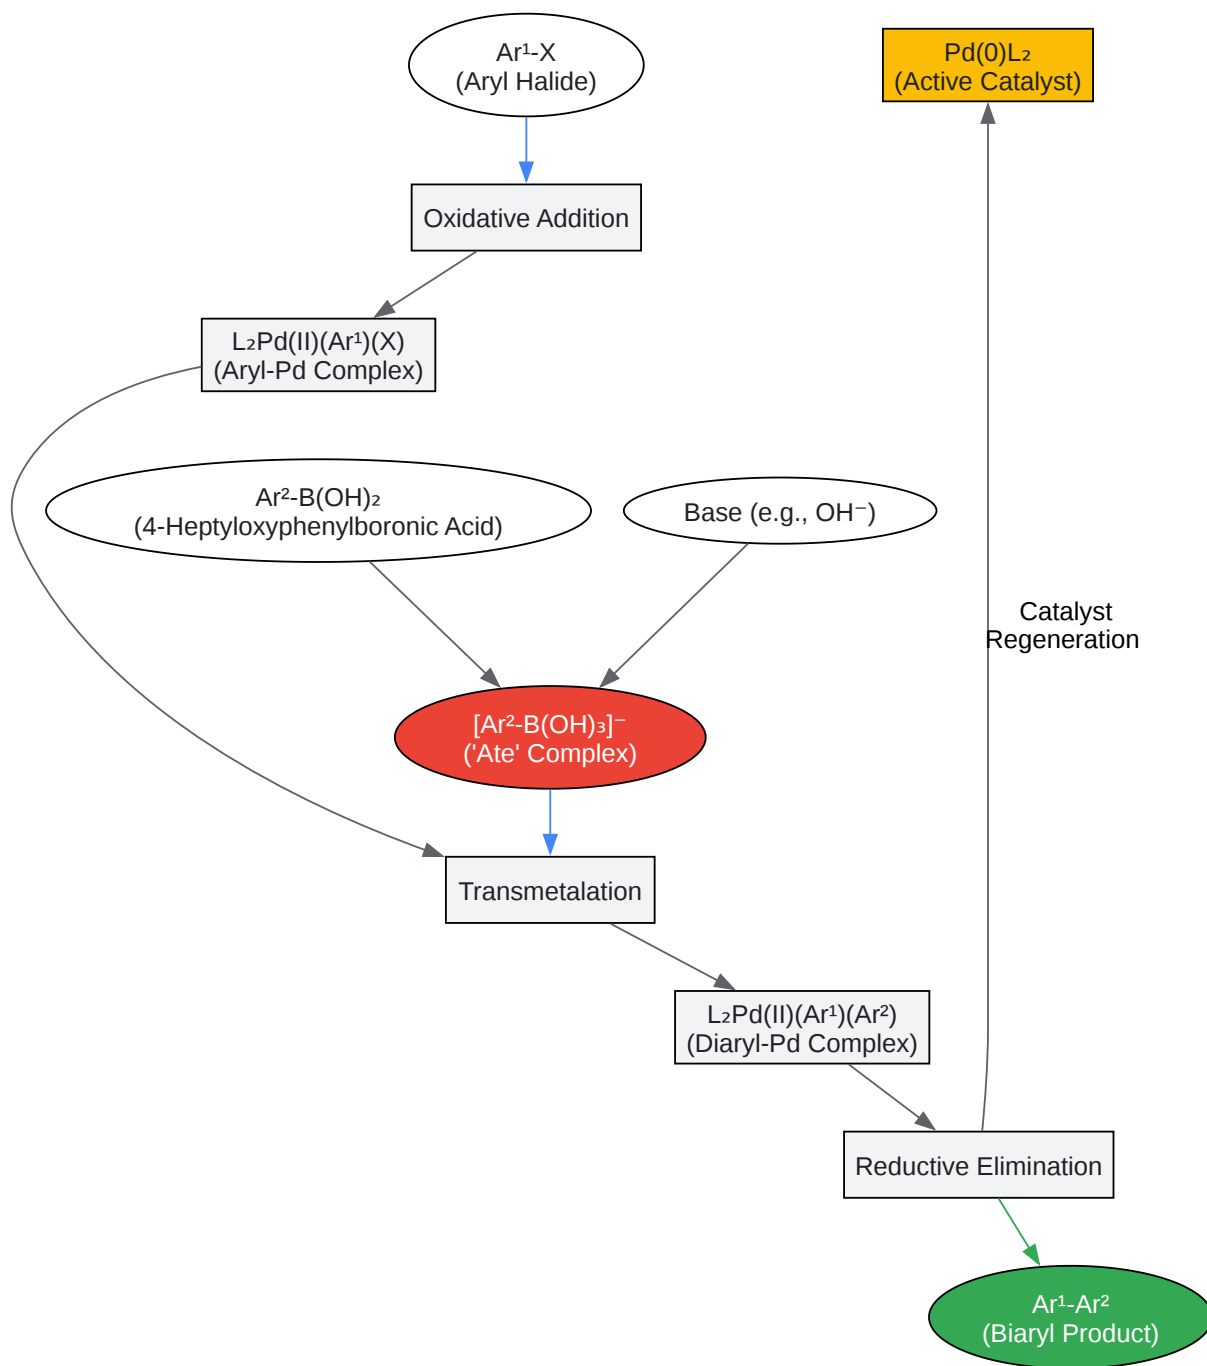 Ar¹-X
(Aryl Halide)
Pd(0)L₂
(Active Catalyst)
Oxidative Addition
L₂Pd(II)(Ar¹)(X)
(Aryl-Pd Complex)
Ar²-B(OH)₂
(4-Heptyloxyphenylboronic Acid)
Base (e.g., OH⁻)
Catalyst
Regeneration
[Ar²-B(OH)₃]⁻
('Ate' Complex)
Transmetalation
L₂Pd(II)(Ar¹)(Ar²)
(Diaryl-Pd Complex)
Reductive Elimination
Ar¹-Ar²
(Biaryl Product)